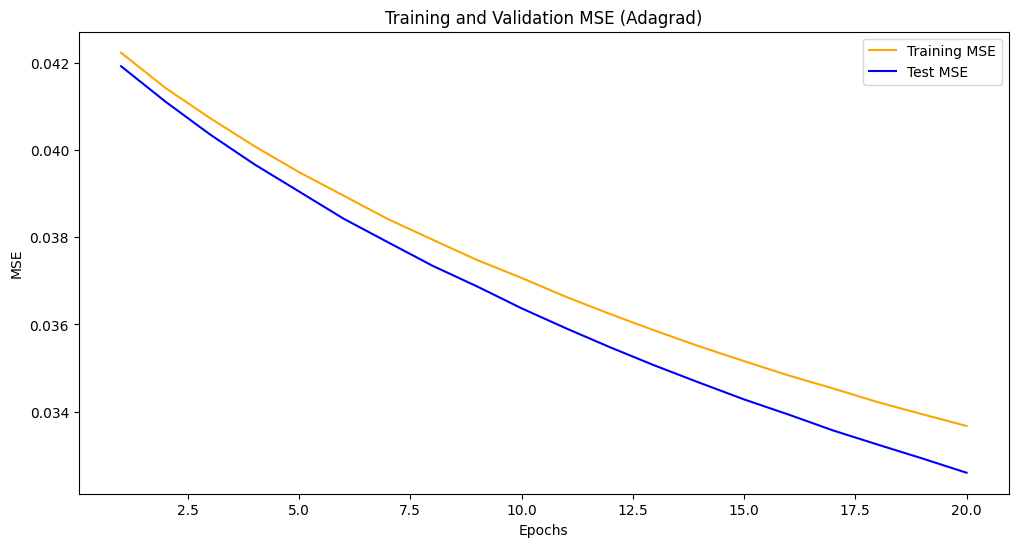 Training and Validation MSE (Adagrad)
Training MSE
Test MSE
0.042
0.040
0.038
0.036
0.034
MSE
2.5
5.0
7.5
10.0
12.5
15.0
17.5
20.0
Epochs